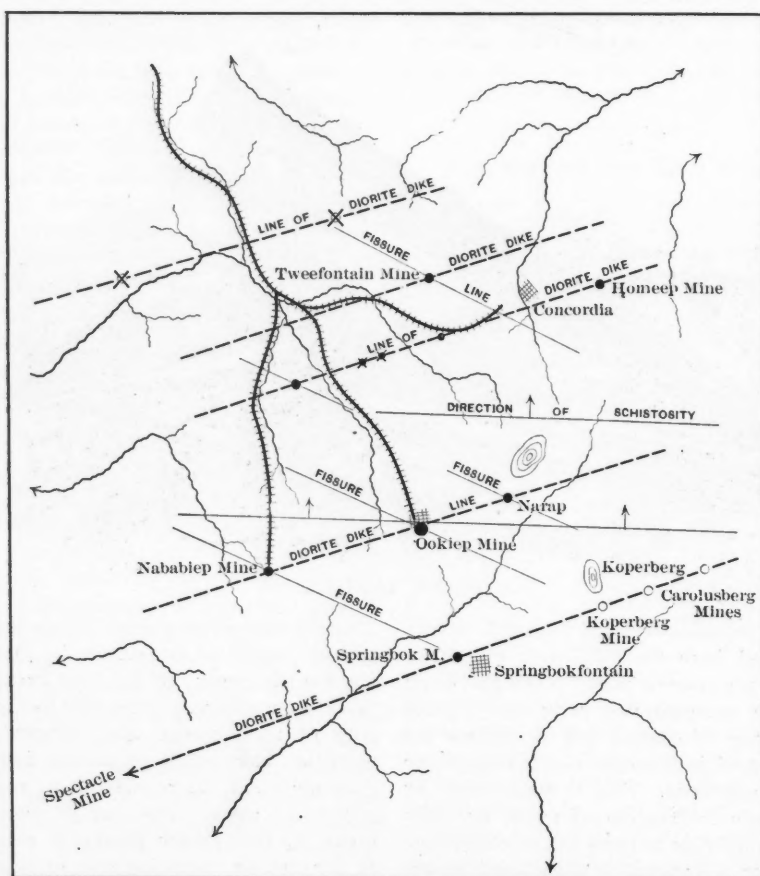 LINE OF DIORITE DIKE
FISSURE LINE
DIORITE DIKE
Tweefontain Mine
DIORITE DIKE
Homeep Mine
Concordia
LINE OF
DIRECTION OF SCHISTOSITY
FISSURE
FISSURE
LINE
Narap
DIORITE DIKE
Ookiep Mine
Nababiep Mine
Koperberg
FISSURE
Carolusberg
Mines
Koperberg
Mine
Springbok M.
Springbokfontain
DIORITE DIKE
Spectacle
Mine